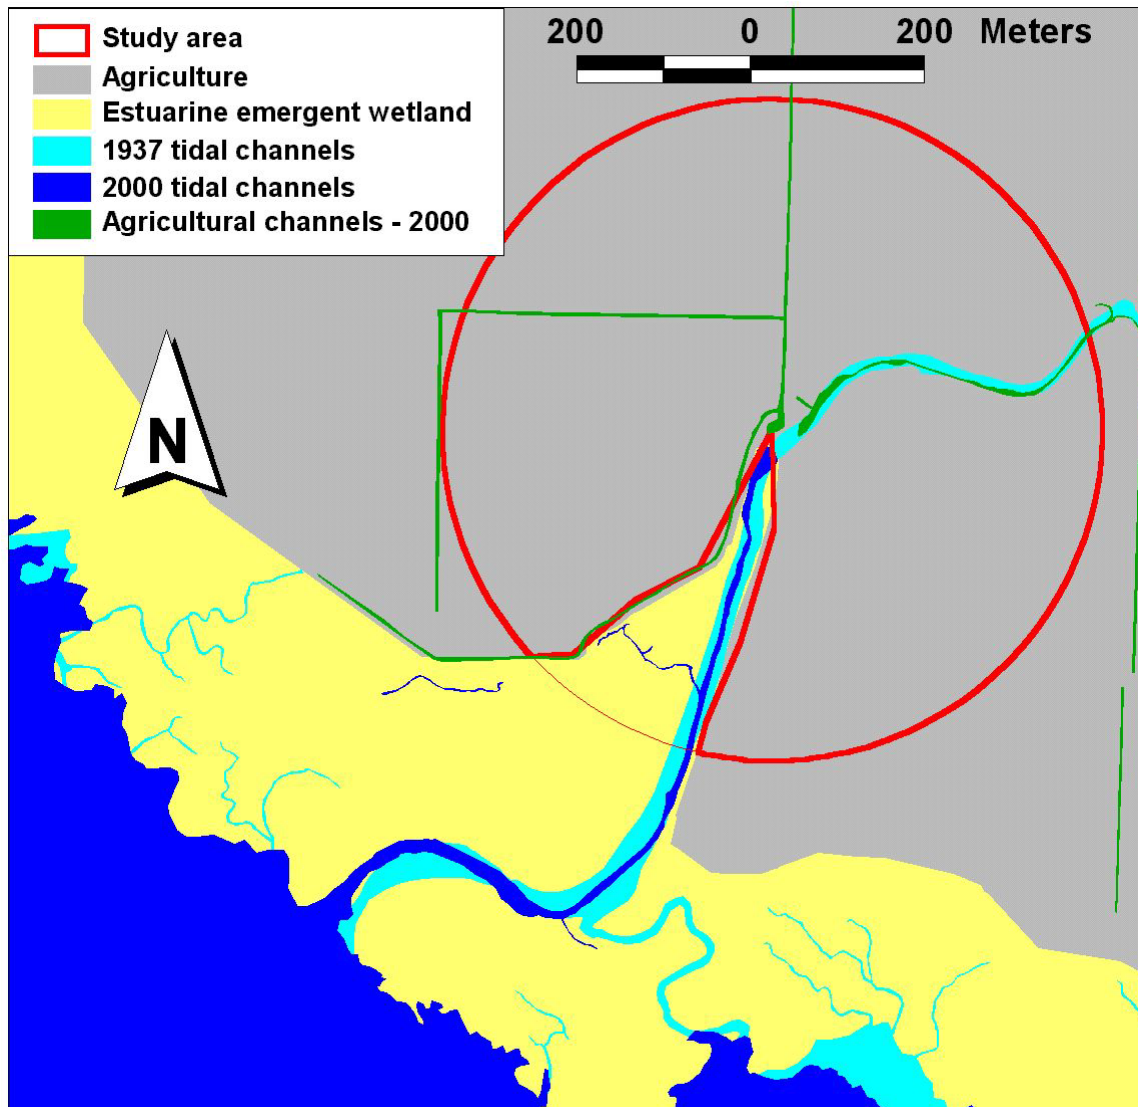 Study area
Agriculture
Estuarine emergent wetland
1937 tidal channels
2000 tidal channels
Agricultural channels - 2000
200 0 200 Meters
N